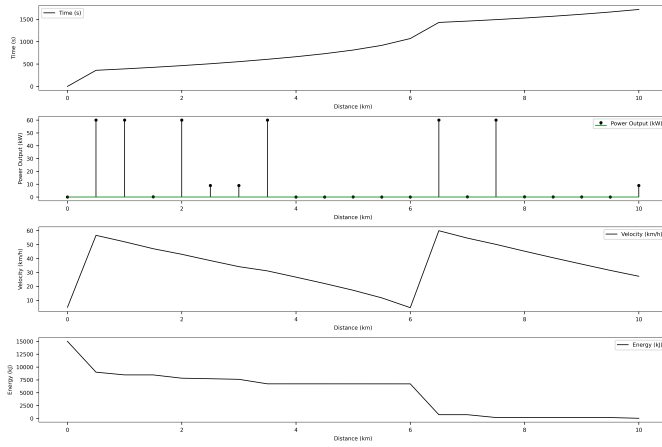 Time (s)
1500
1000
500
0
Time (s)
0 2 4 6 8 10
Distance (km)
Power Output (kW)
60
50
40
30
20
10
0
Power Output (kW)
0 2 4 6 8 10
Distance (km)
Velocity (km/h)
60
50
40
30
20
10
Velocity (km/h)
0 2 4 6 8 10
Distance (km)
Energy (kJ)
15000
12500
10000
7500
5000
2500
0
Energy (kJ)
0 2 4 6 8 10
Distance (km)